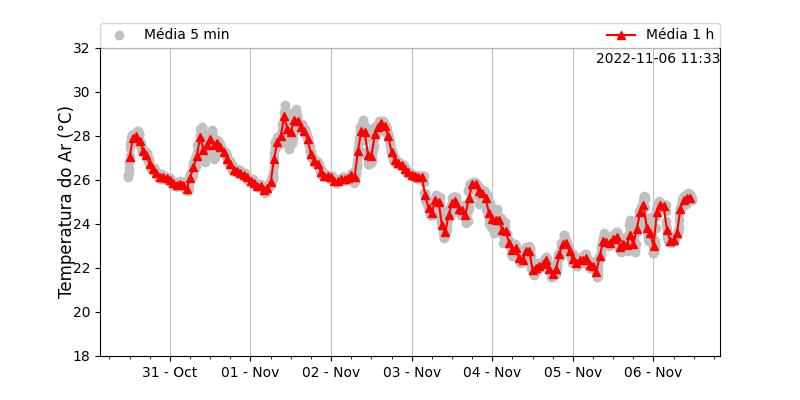 Média 5 min
Média 1 h
2022-11-06 11:33
Temperatura do Ar (°C)
32
30
28
26
24
22
20
18
31 - Oct
01 - Nov
02 - Nov
03 - Nov
04 - Nov
05 - Nov
06 - Nov